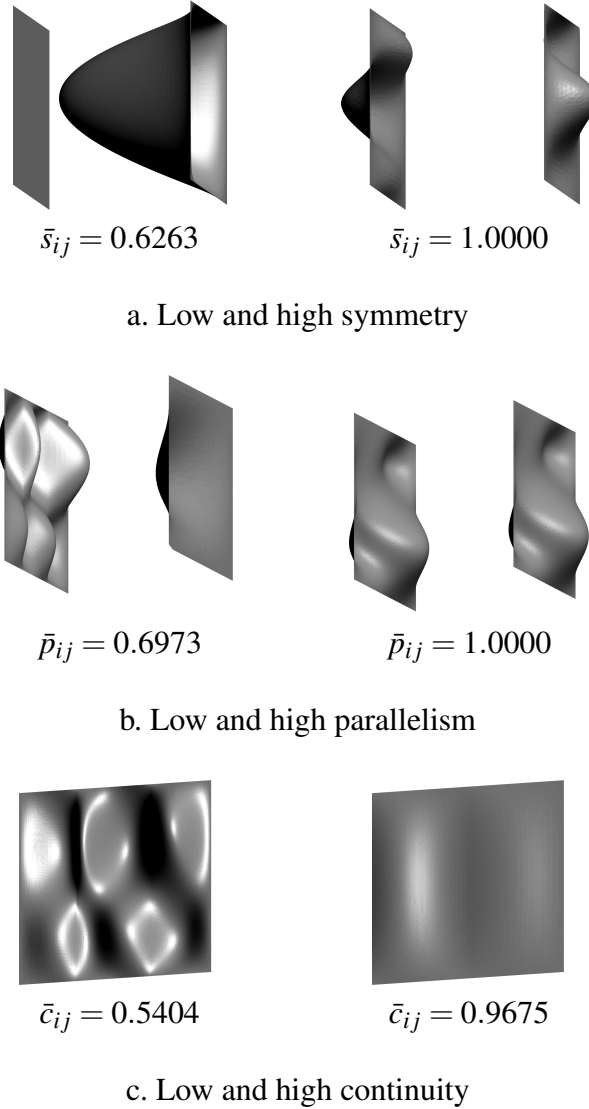 s̄ᵢⱼ = 0.6263
s̄ᵢⱼ = 1.0000
a. Low and high symmetry
p̄ᵢⱼ = 0.6973
p̄ᵢⱼ = 1.0000
b. Low and high parallelism
c̄ᵢⱼ = 0.5404
c̄ᵢⱼ = 0.9675
c. Low and high continuity